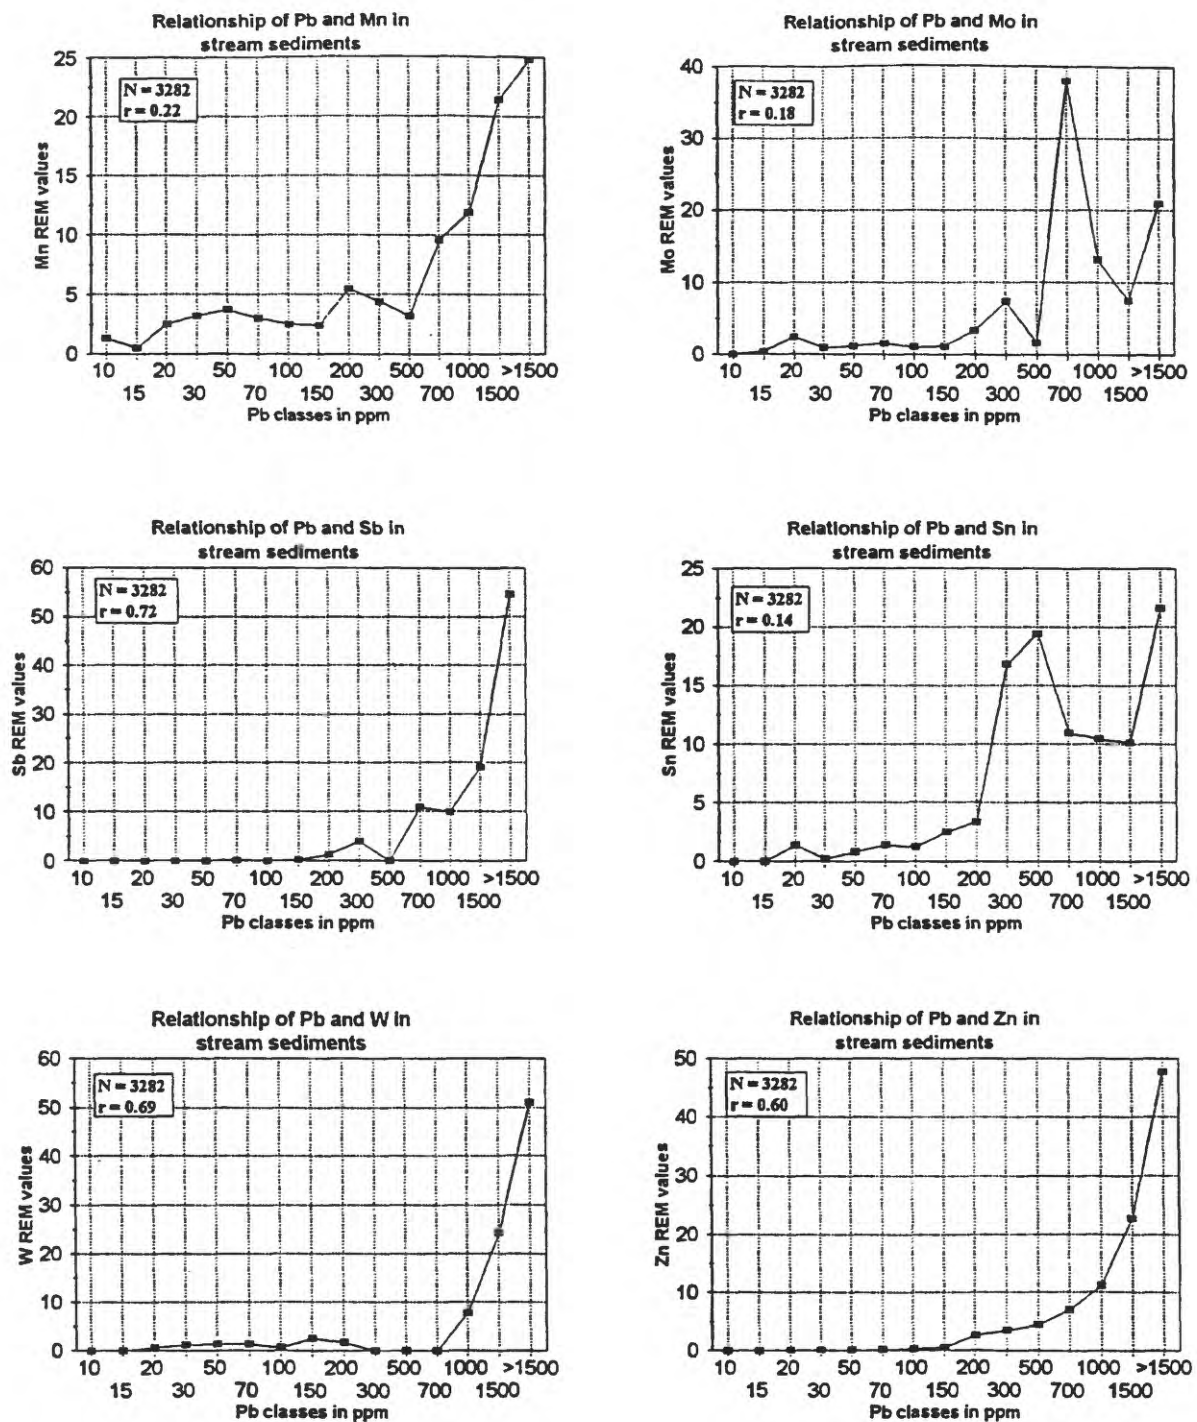 Relationship of Pb and Mn in
stream sediments
N = 3282
r = 0.22
Mn REM values
25
20
15
10
5
0
10 20 50 100 200 500 1000 >1500
15 30 70 150 300 700 1500
Pb classes in ppm
Relationship of Pb and Mo in
stream sediments
N = 3282
r = 0.18
Mo REM values
40
30
20
10
0
10 20 50 100 200 500 1000 >1500
15 30 70 150 300 700 1500
Pb classes in ppm
Relationship of Pb and Sb in
stream sediments
N = 3282
r = 0.72
Sb REM values
60
50
40
30
20
10
0
10 20 50 100 200 500 1000 >1500
15 30 70 150 300 700 1500
Pb classes in ppm
Relationship of Pb and Sn in
stream sediments
N = 3282
r = 0.14
Sn REM values
25
20
15
10
5
0
10 20 50 100 200 500 1000 >1500
15 30 70 150 300 700 1500
Pb classes in ppm
Relationship of Pb and W in
stream sediments
N = 3282
r = 0.69
W REM values
60
50
40
30
20
10
0
10 20 50 100 200 500 1000 >1500
15 30 70 150 300 700 1500
Pb classes in ppm
Relationship of Pb and Zn in
stream sediments
N = 3282
r = 0.60
Zn REM values
50
40
30
20
10
0
10 20 50 100 200 500 1000 >1500
15 30 70 150 300 700 1500
Pb classes in ppm